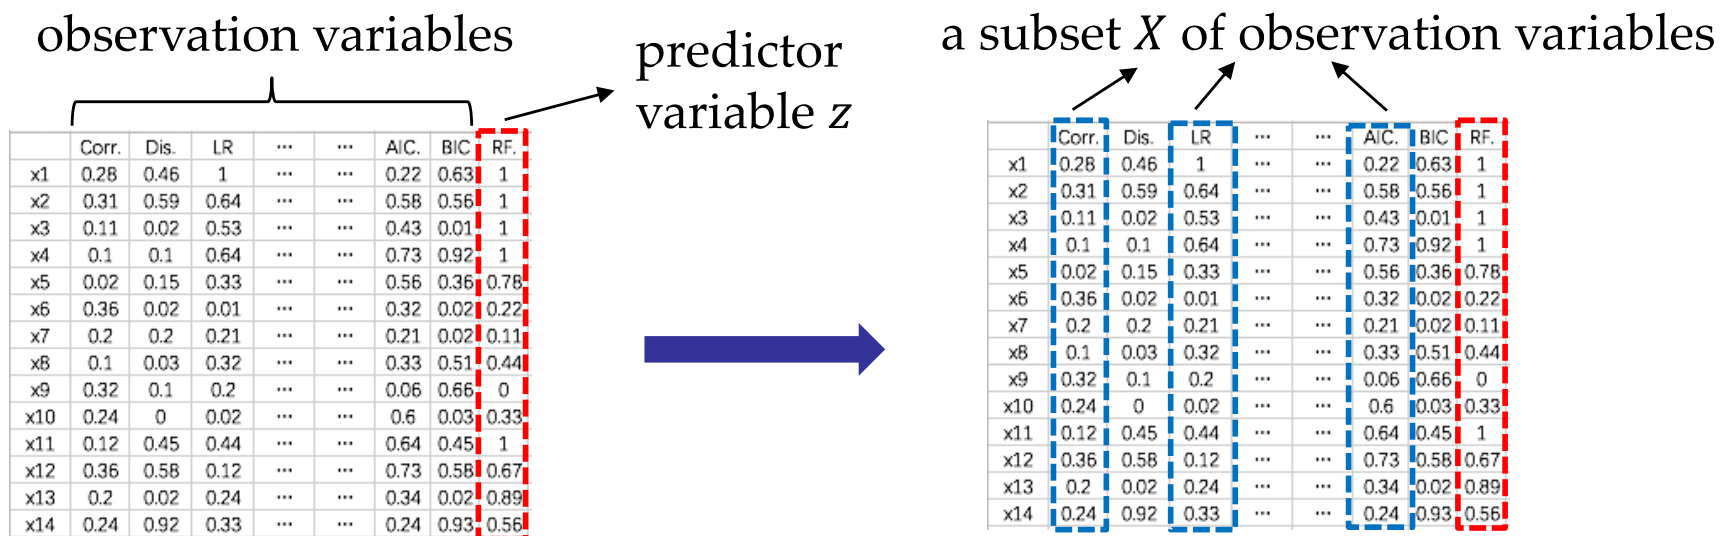 observation variables
predictor
variable z
a subset X of observation variables
Corr. Dis. LR ... ... AIC. BIC RF.
x1 0.28 0.46 1 ... ... 0.22 0.63 1
x2 0.31 0.59 0.64 ... ... 0.58 0.56 1
x3 0.11 0.02 0.53 ... ... 0.43 0.01 1
x4 0.1 0.1 0.64 ... ... 0.73 0.92 1
x5 0.02 0.15 0.33 ... ... 0.56 0.36 0.78
x6 0.36 0.02 0.01 ... ... 0.32 0.02 0.22
x7 0.2 0.2 0.21 ... ... 0.21 0.02 0.11
x8 0.1 0.03 0.32 ... ... 0.33 0.51 0.44
x9 0.32 0.1 0.2 ... ... 0.06 0.66 0
x10 0.24 0 0.02 ... ... 0.6 0.03 0.33
x11 0.12 0.45 0.44 ... ... 0.64 0.45 1
x12 0.36 0.58 0.12 ... ... 0.73 0.58 0.67
x13 0.2 0.02 0.24 ... ... 0.34 0.02 0.89
x14 0.24 0.92 0.33 ... ... 0.24 0.93 0.56
Corr. Dis. LR ... ... AIC. BIC RF.
x1 0.28 0.46 1 ... ... 0.22 0.63 1
x2 0.31 0.59 0.64 ... ... 0.58 0.56 1
x3 0.11 0.02 0.53 ... ... 0.43 0.01 1
x4 0.1 0.1 0.64 ... ... 0.73 0.92 1
x5 0.02 0.15 0.33 ... ... 0.56 0.36 0.78
x6 0.36 0.02 0.01 ... ... 0.32 0.02 0.22
x7 0.2 0.2 0.21 ... ... 0.21 0.02 0.11
x8 0.1 0.03 0.32 ... ... 0.33 0.51 0.44
x9 0.32 0.1 0.2 ... ... 0.06 0.66 0
x10 0.24 0 0.02 ... ... 0.6 0.03 0.33
x11 0.12 0.45 0.44 ... ... 0.64 0.45 1
x12 0.36 0.58 0.12 ... ... 0.73 0.58 0.67
x13 0.2 0.02 0.24 ... ... 0.34 0.02 0.89
x14 0.24 0.92 0.33 ... ... 0.24 0.93 0.56